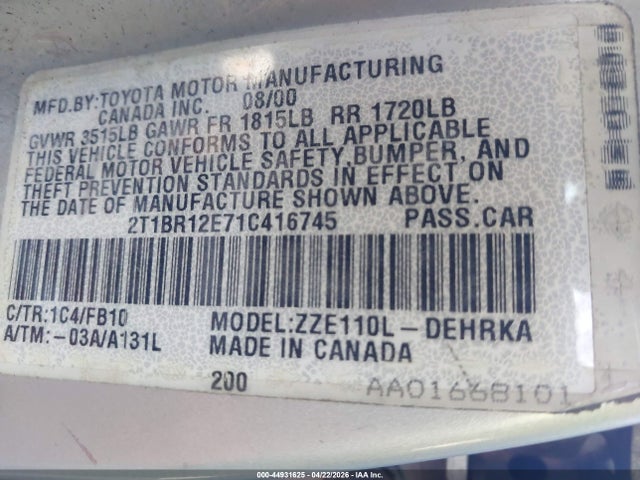 MFD.BY:TOYOTA MOTOR MANUFACTURING
CANADA INC. 08/00
GVWR 3515LB GAWR FR 1815LB RR 1720LB
THIS VEHICLE CONFORMS TO ALL APPLICABLE
FEDERAL MOTOR VEHICLE SAFETY,BUMPER, AND
THEFT PREVENTION STANDARDS IN EFFECT ON
THE DATE OF MANUFACTURE SHOWN ABOVE.
2T1BR12E71C416745 PASS.CAR
C/TR:1C4/FB10 MODEL:ZZE110L-DEHRKA
A/TM:-03A/A131L MADE IN CANADA
200 AA01668101
000-44931625 - 04/22/2026 - IAA Inc.